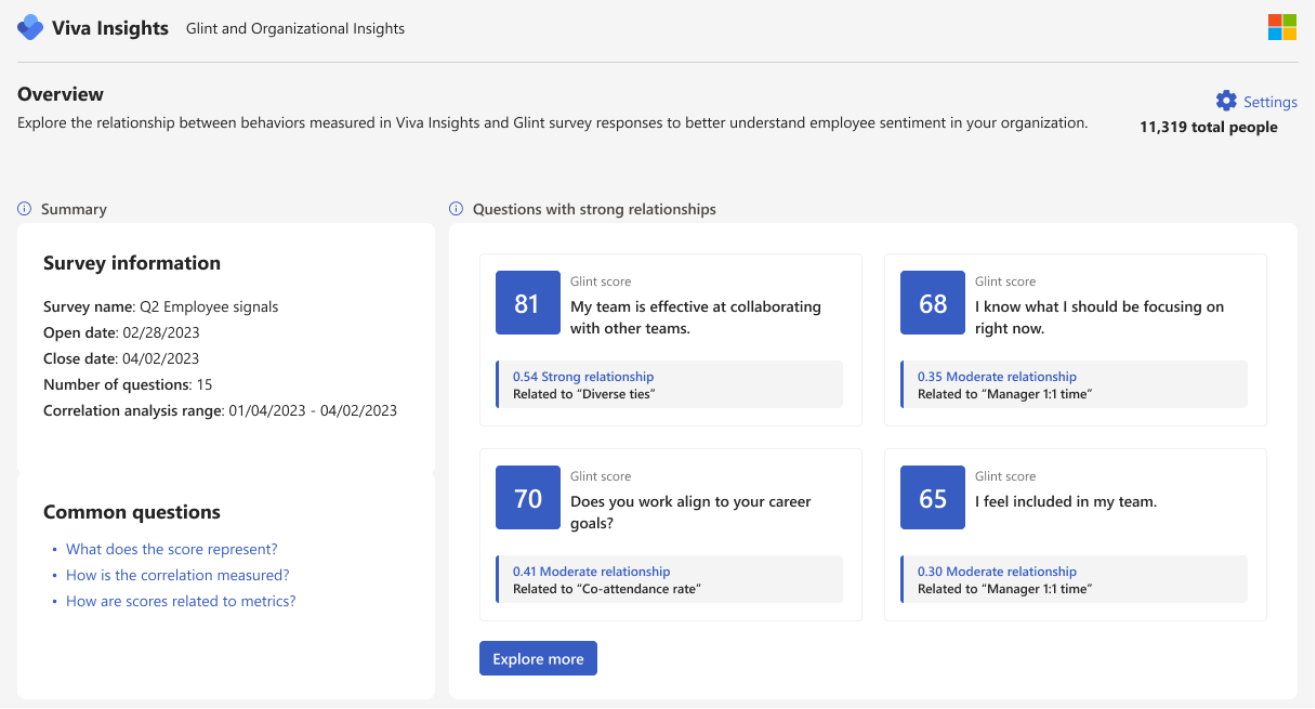 Viva Insights Glint and Organizational Insights
Overview
Settings
Explore the relationship between behaviors measured in Viva Insights and Glint survey responses to better understand employee sentiment in your organization.
11,319 total people
Summary
Survey information
Survey name: Q2 Employee signals
Open date: 02/28/2023
Close date: 04/02/2023
Number of questions: 15
Correlation analysis range: 01/04/2023 - 04/02/2023
Common questions
• What does the score represent?
• How is the correlation measured?
• How are scores related to metrics?
Questions with strong relationships
81
Glint score
My team is effective at collaborating
with other teams.
0.54 Strong relationship
Related to “Diverse ties”
68
Glint score
I know what I should be focusing on
right now.
0.35 Moderate relationship
Related to “Manager 1:1 time”
70
Glint score
Does you work align to your career
goals?
0.41 Moderate relationship
Related to “Co-attendance rate”
65
Glint score
I feel included in my team.
0.30 Moderate relationship
Related to “Manager 1:1 time”
Explore more